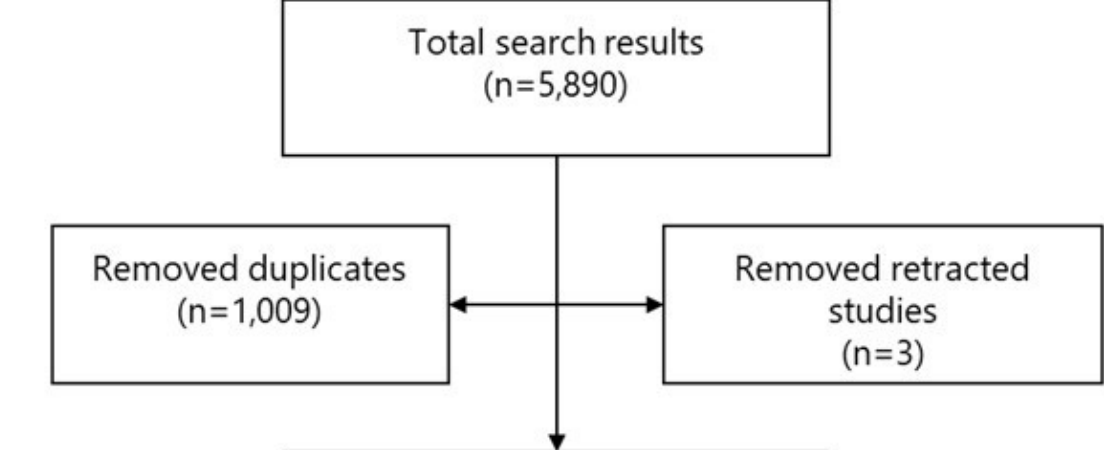 Total search results
(n=5,890)
Removed duplicates
(n=1,009)
Removed retracted
studies
(n=3)